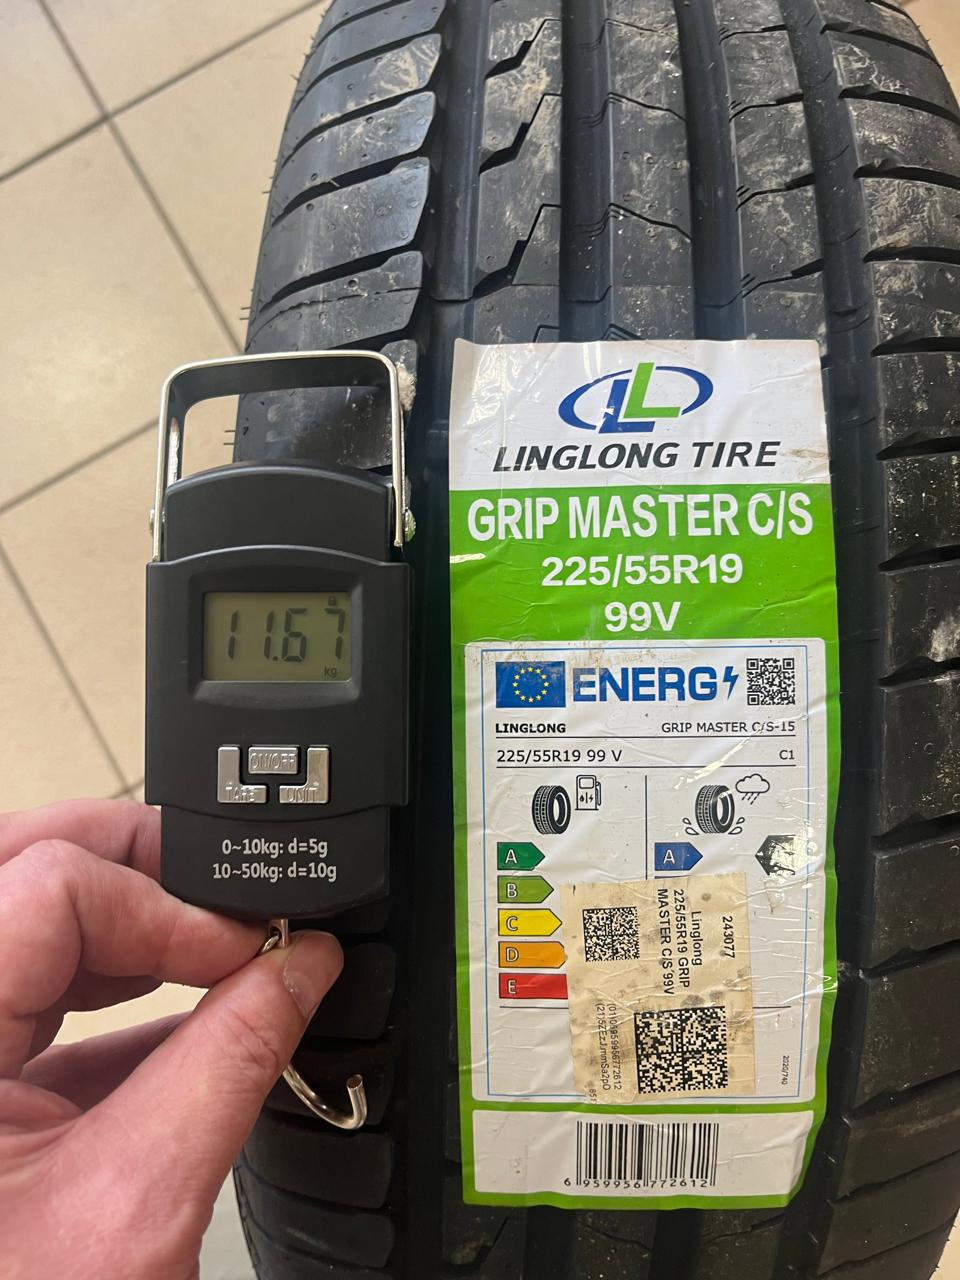 11.67
kg
ON/OFF
TARE
UNIT
0~10kg: d=5g
10~50kg: d=10g
LINGLONG TIRE
GRIP MASTER C/S
225/55R19
99V
ENERG
LINGLONG
GRIP MASTER C/S-15
225/55R19 99 V
C1
A
B
C
D
E
A
243077
Linglong
225/55R19 GRIP
MASTER C/S 99V
2020/740
6 959956 772612